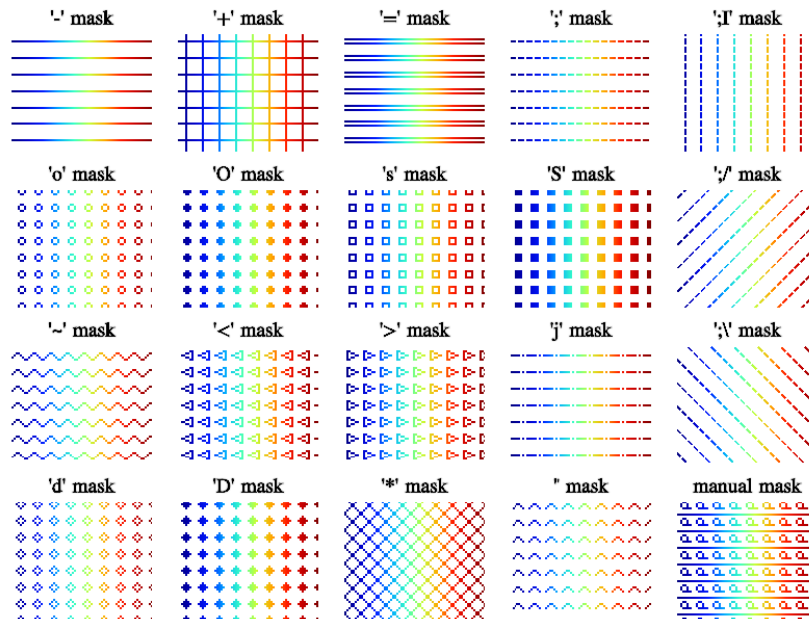 '-' mask
'+' mask
'=' mask
';' mask
';I' mask
'o' mask
'O' mask
's' mask
'S' mask
';/' mask
'~' mask
'<' mask
'>' mask
'j' mask
';\' mask
'd' mask
'D' mask
'*' mask
'' mask
manual mask